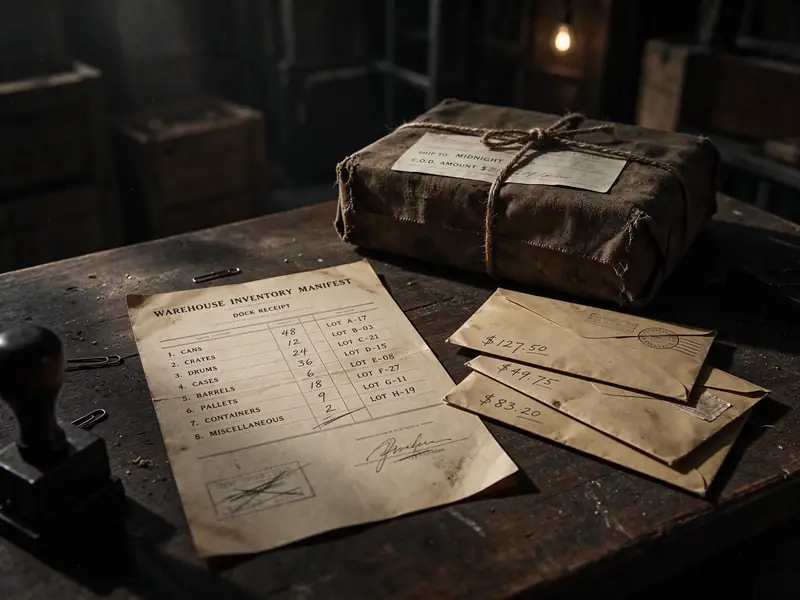 SHIP TO: MIDNIGHT
C.O.D. AMOUNT $
WAREHOUSE INVENTORY MANIFEST
DOCK RECEIPT
1. CANS 48 LOT A-17
2. CRATES 12 LOT B-03
3. DRUMS 24 LOT C-21
4. CASES 36 LOT D-15
5. BARRELS 6 LOT E-08
6. PALLETS 18 LOT F-27
7. CONTAINERS 9 LOT G-11
8. MISCELLANEOUS 2 LOT H-19
$127.50
$49.75
$83.20